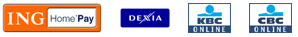 ING Home'Pay
DEXIA
KBC
ONLINE
CBC
ONLINE